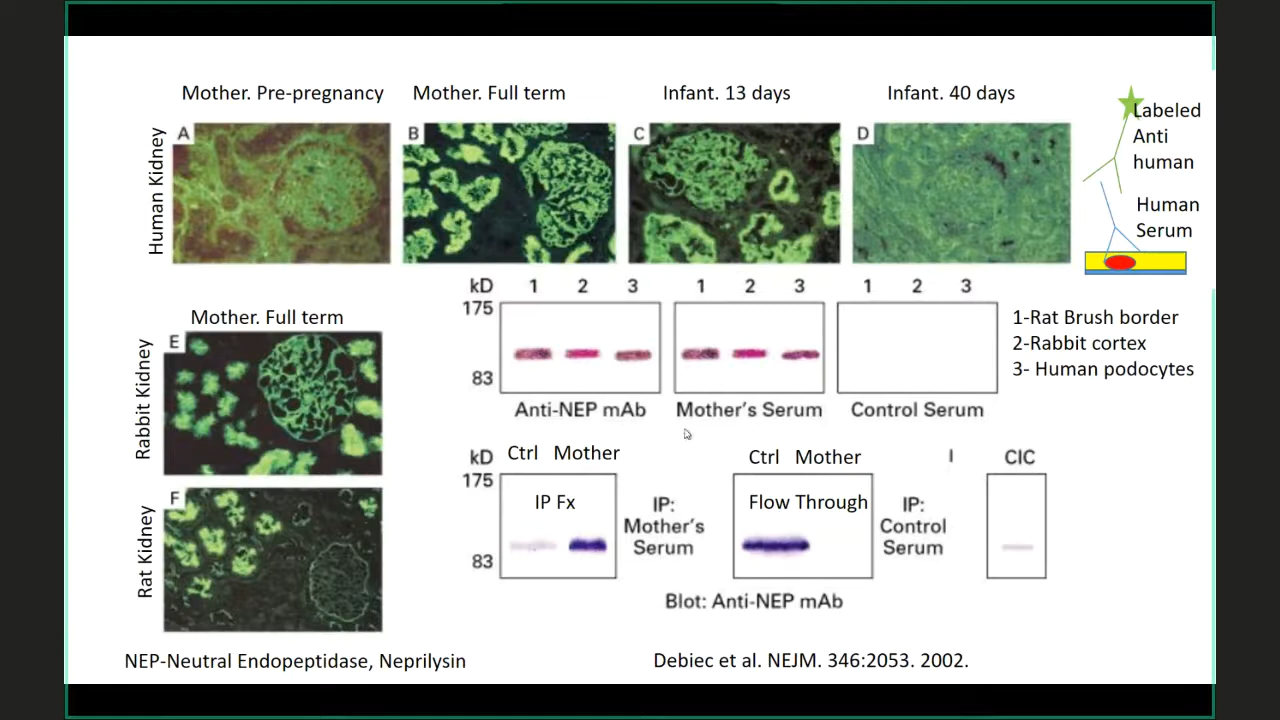 Mother. Pre-pregnancy
Mother. Full term
Infant. 13 days
Infant. 40 days
Human Kidney
A
B
C
D
Labeled
Anti
human
Human
Serum
kD 1 2 3 1 2 3 1 2 3
175
83
Anti-NEP mAb
Mother's Serum
Control Serum
1-Rat Brush border
2-Rabbit cortex
3- Human podocytes
Mother. Full term
Rabbit Kidney
E
Rat Kidney
F
kD
Ctrl Mother
175
IP Fx
83
IP:
Mother's
Serum
Ctrl Mother
Flow Through
IP:
Control
Serum
I
CIC
Blot: Anti-NEP mAb
NEP-Neutral Endopeptidase, Neprilysin
Debiec et al. NEJM. 346:2053. 2002.